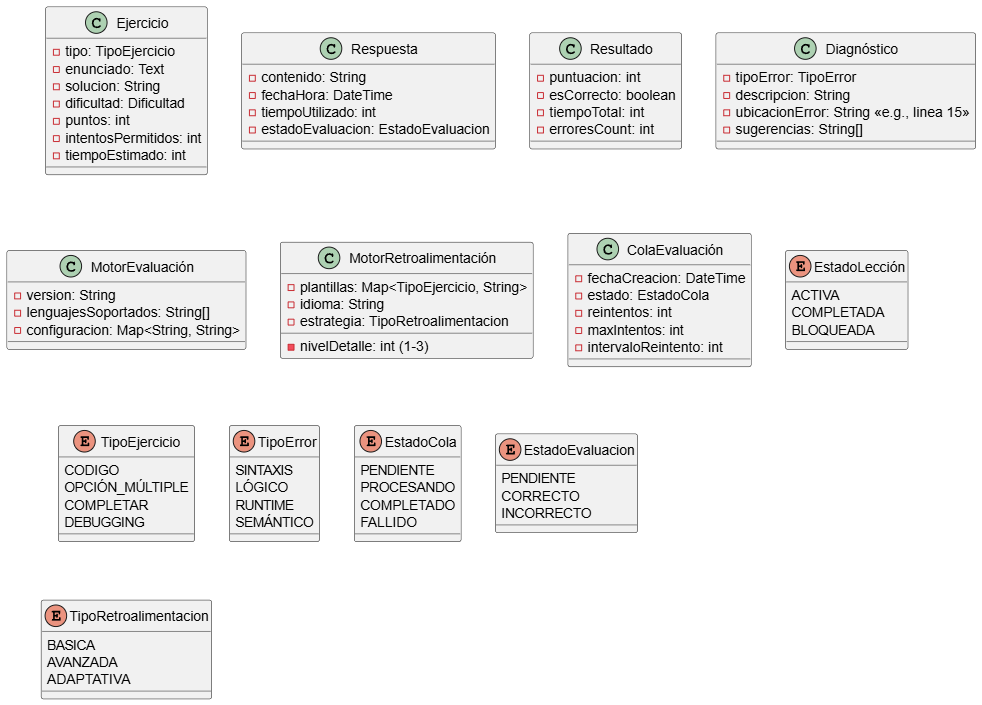 C Ejercicio
tipo: TipoEjercicio
enunciado: Text
solucion: String
dificultad: Dificultad
puntos: int
intentosPermitidos: int
tiempoEstimado: int
C Respuesta
contenido: String
fechaHora: DateTime
tiempoUtilizado: int
estadoEvaluacion: EstadoEvaluacion
C Resultado
puntuacion: int
esCorrecto: boolean
tiempoTotal: int
erroresCount: int
C Diagnóstico
tipoError: TipoError
descripcion: String
ubicacionError: String «e.g., linea 15»
sugerencias: String[]
C MotorEvaluación
version: String
lenguajesSoportados: String[]
configuracion: Map<String, String>
C MotorRetroalimentación
plantillas: Map<TipoEjercicio, String>
idioma: String
estrategia: TipoRetroalimentacion
nivelDetalle: int (1-3)
C ColaEvaluación
fechaCreacion: DateTime
estado: EstadoCola
reintentos: int
maxIntentos: int
intervaloReintento: int
E EstadoLección
ACTIVA
COMPLETADA
BLOQUEADA
E TipoEjercicio
CODIGO
OPCIÓN_MÚLTIPLE
COMPLETAR
DEBUGGING
E TipoError
SINTAXIS
LÓGICO
RUNTIME
SEMÁNTICO
E EstadoCola
PENDIENTE
PROCESANDO
COMPLETADO
FALLIDO
E EstadoEvaluacion
PENDIENTE
CORRECTO
INCORRECTO
E TipoRetroalimentacion
BASICA
AVANZADA
ADAPTATIVA